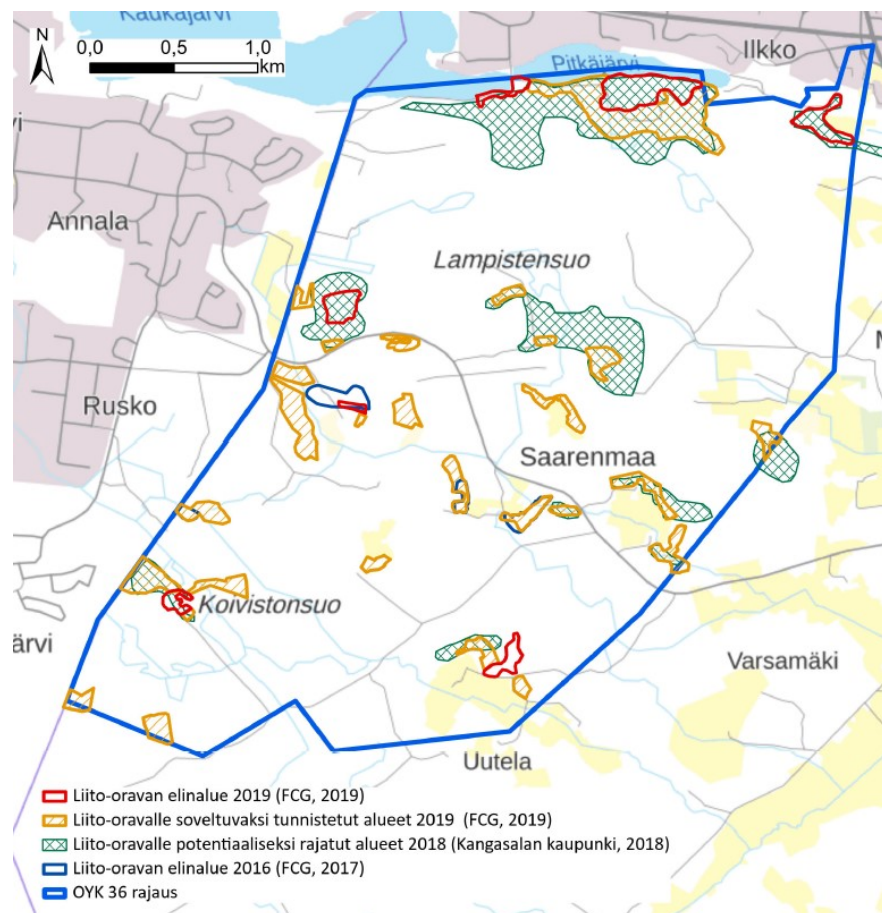 Kaukajärvi
N
0,0 0,5 1,0
km
Ilkko
Pitkäjärvi
vi
Annala
Lampistensuo
M
Rusko
Saarenmaa
Koivistonsuo
järvi
Varsamäki
Uutela
Liito-oravan elinalue 2019 (FCG, 2019)
Liito-oravalle soveltuvaksi tunnistetut alueet 2019 (FCG, 2019)
Liito-oravalle potentiaaliseksi rajatut alueet 2018 (Kangasalan kaupunki, 2018)
Liito-oravan elinalue 2016 (FCG, 2017)
OYK 36 rajaus